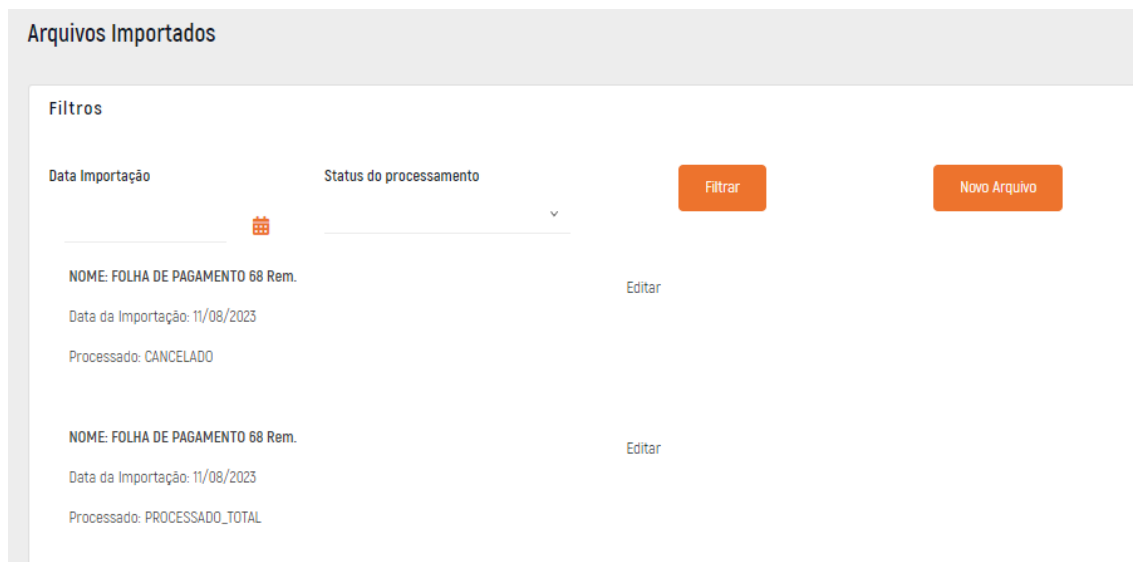 Arquivos Importados
Filtros
Data Importação
Status do processamento
Filtrar
Novo Arquivo
NOME: FOLHA DE PAGAMENTO 68 Rem.
Editar
Data da Importação: 11/08/2023
Processado: CANCELADO
NOME: FOLHA DE PAGAMENTO 68 Rem.
Editar
Data da Importação: 11/08/2023
Processado: PROCESSADO_TOTAL